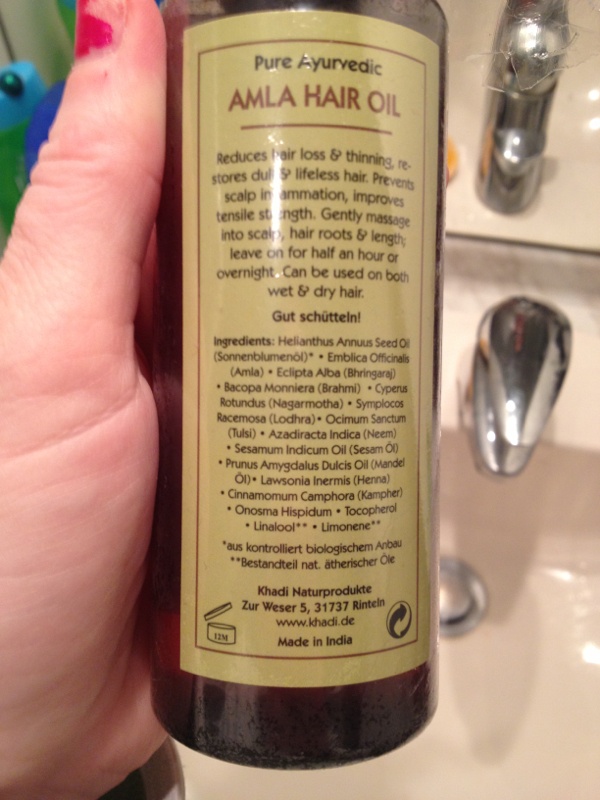 Pure Ayurvedic
AMLA HAIR OIL
Reduces hair loss & thinning, re-
stores dull & lifeless hair. Prevents
scalp inflammation, improves
tensile strength. Gently massage
into scalp, hair roots & length;
leave on for half an hour or
overnight. Can be used on both
wet & dry hair.
Gut schütteln!
Ingredients: Helianthus Annuus Seed Oil
(Sonnenblumenöl)* • Emblica Officinalis
(Amla) • Eclipta Alba (Bhringaraj)
• Bacopa Monniera (Brahmi) • Cyperus
Rotundus (Nagarmotha) • Symplocos
Racemosa (Lodhra) • Ocimum Sanctum
(Tulsi) • Azadiracta Indica (Neem)
• Sesamum Indicum Oil (Sesam Öl)
• Prunus Amygdalus Dulcis Oil (Mandel
Öl) • Lawsonia Inermis (Henna)
• Cinnamomum Camphora (Kampher)
• Onosma Hispidum • Tocopherol
• Linalool** • Limonene**
*aus kontrolliert biologischem Anbau
**Bestandteil nat. ätherischer Öle
Khadi Naturprodukte
Zur Weser 5, 31737 Rinteln
www.khadi.de
12M
Made in India